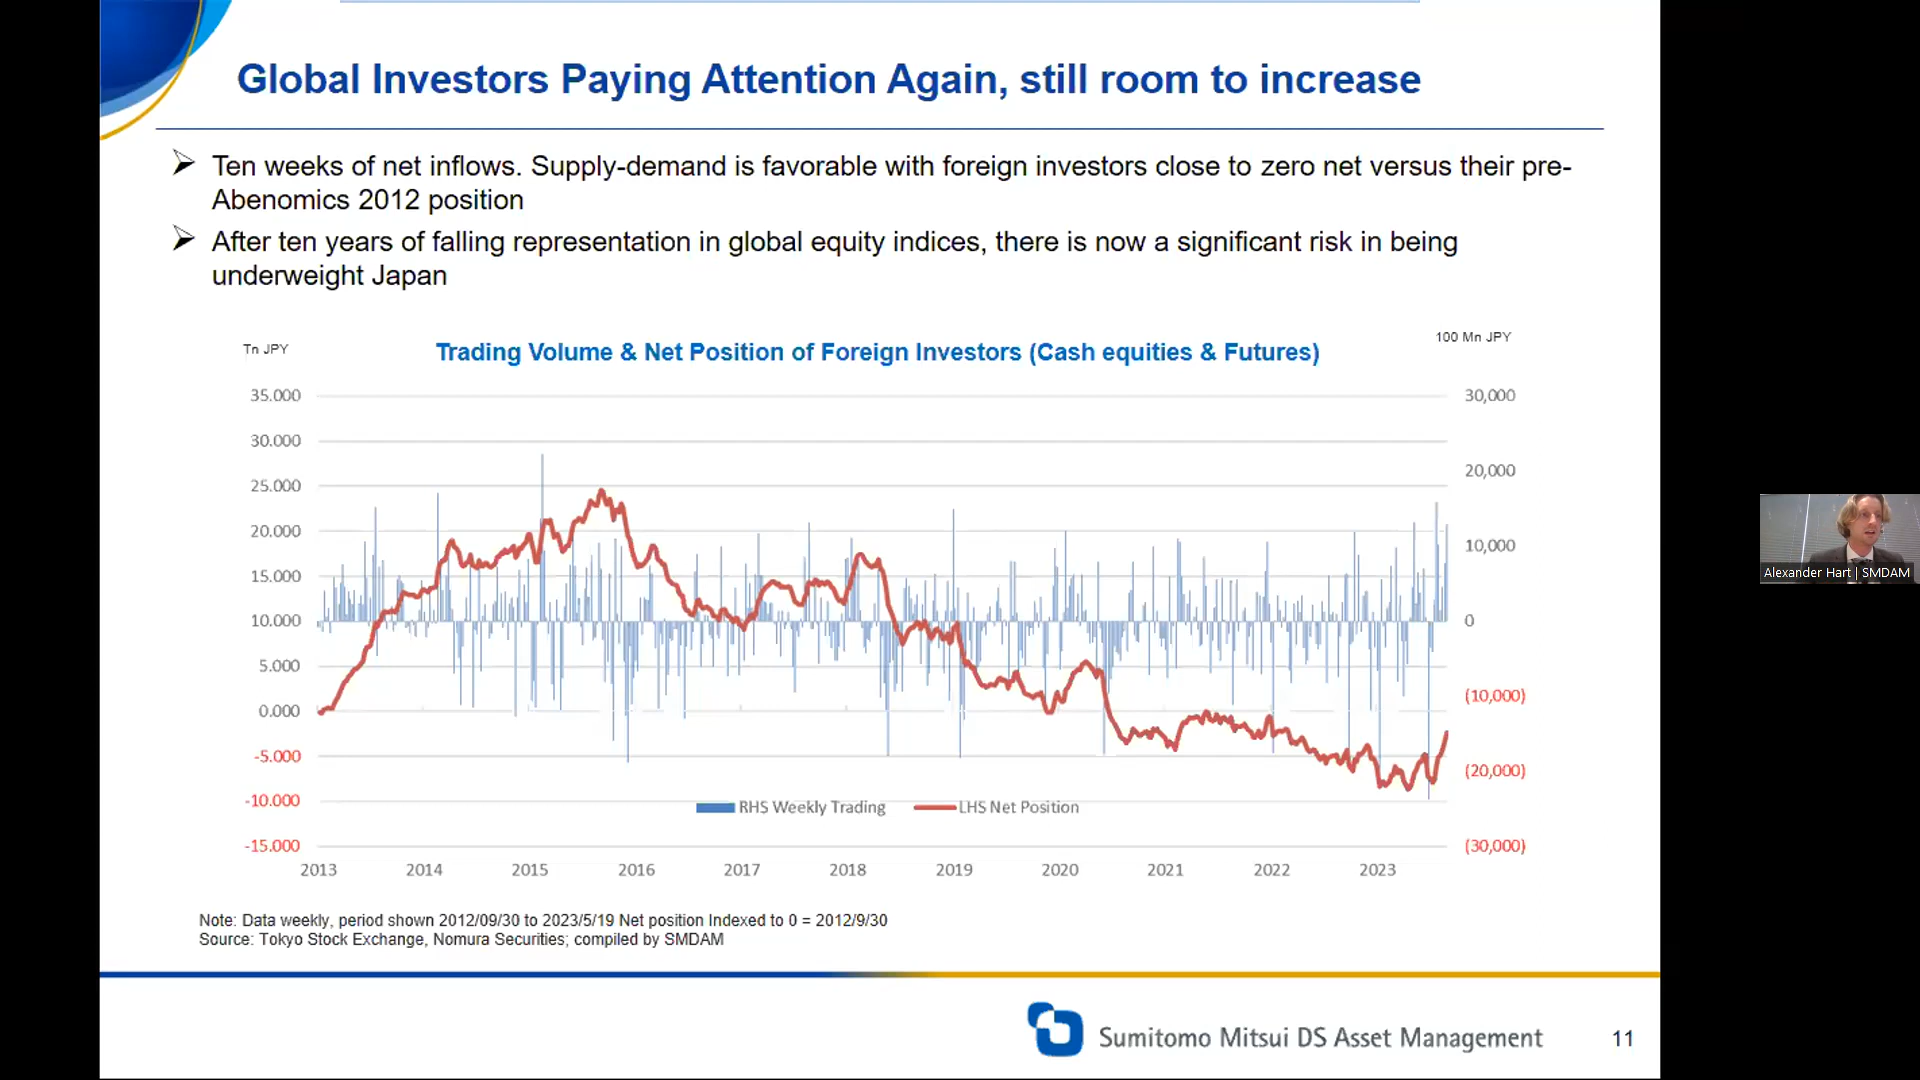 Global Investors Paying Attention Again, still room to increase
Ten weeks of net inflows. Supply-demand is favorable with foreign investors close to zero net versus their pre-
Abenomics 2012 position
After ten years of falling representation in global equity indices, there is now a significant risk in being
underweight Japan
Tn JPY
Trading Volume & Net Position of Foreign Investors (Cash equities & Futures)
100 Mn JPY
35.000
30.000
25.000
20.000
15.000
10.000
5.000
0.000
-5.000
-10.000
-15.000
30,000
20,000
10,000
0
(10,000)
(20,000)
(30,000)
RHS Weekly Trading
LHS Net Position
2013 2014 2015 2016 2017 2018 2019 2020 2021 2022 2023
Note: Data weekly, period shown 2012/09/30 to 2023/5/19 Net position Indexed to 0 = 2012/9/30
Source: Tokyo Stock Exchange, Nomura Securities; compiled by SMDAM
Sumitomo Mitsui DS Asset Management
11
Alexander Hart | SMDAM